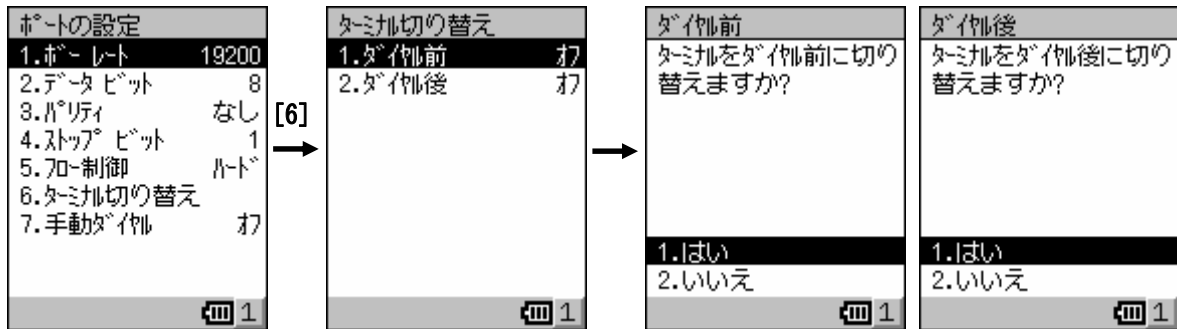 ﾎﾟｰﾄの設定
1.ﾎﾞｰ ﾚｰﾄ 19200
2.ﾃﾞｰﾀ ﾋﾞｯﾄ 8
3.ﾊﾟﾘﾃｨ なし
4.ｽﾄｯﾌﾟ ﾋﾞｯﾄ 1
5.ﾌﾛｰ制御 ﾊｰﾄﾞ
6.ﾀｰﾐﾅﾙ切り替え
7.手動ﾀﾞｲﾔﾙ ｵﾌ
1
[6]
ﾀｰﾐﾅﾙ切り替え
1.ﾀﾞｲﾔﾙ前 ｵﾌ
2.ﾀﾞｲﾔﾙ後 ｵﾌ
1
ﾀﾞｲﾔﾙ前
ﾀｰﾐﾅﾙをﾀﾞｲﾔﾙ前に切り
替えますか?
1.はい
2.いいえ
1
ﾀﾞｲﾔﾙ後
ﾀｰﾐﾅﾙをﾀﾞｲﾔﾙ後に切り
替えますか?
1.はい
2.いいえ
1